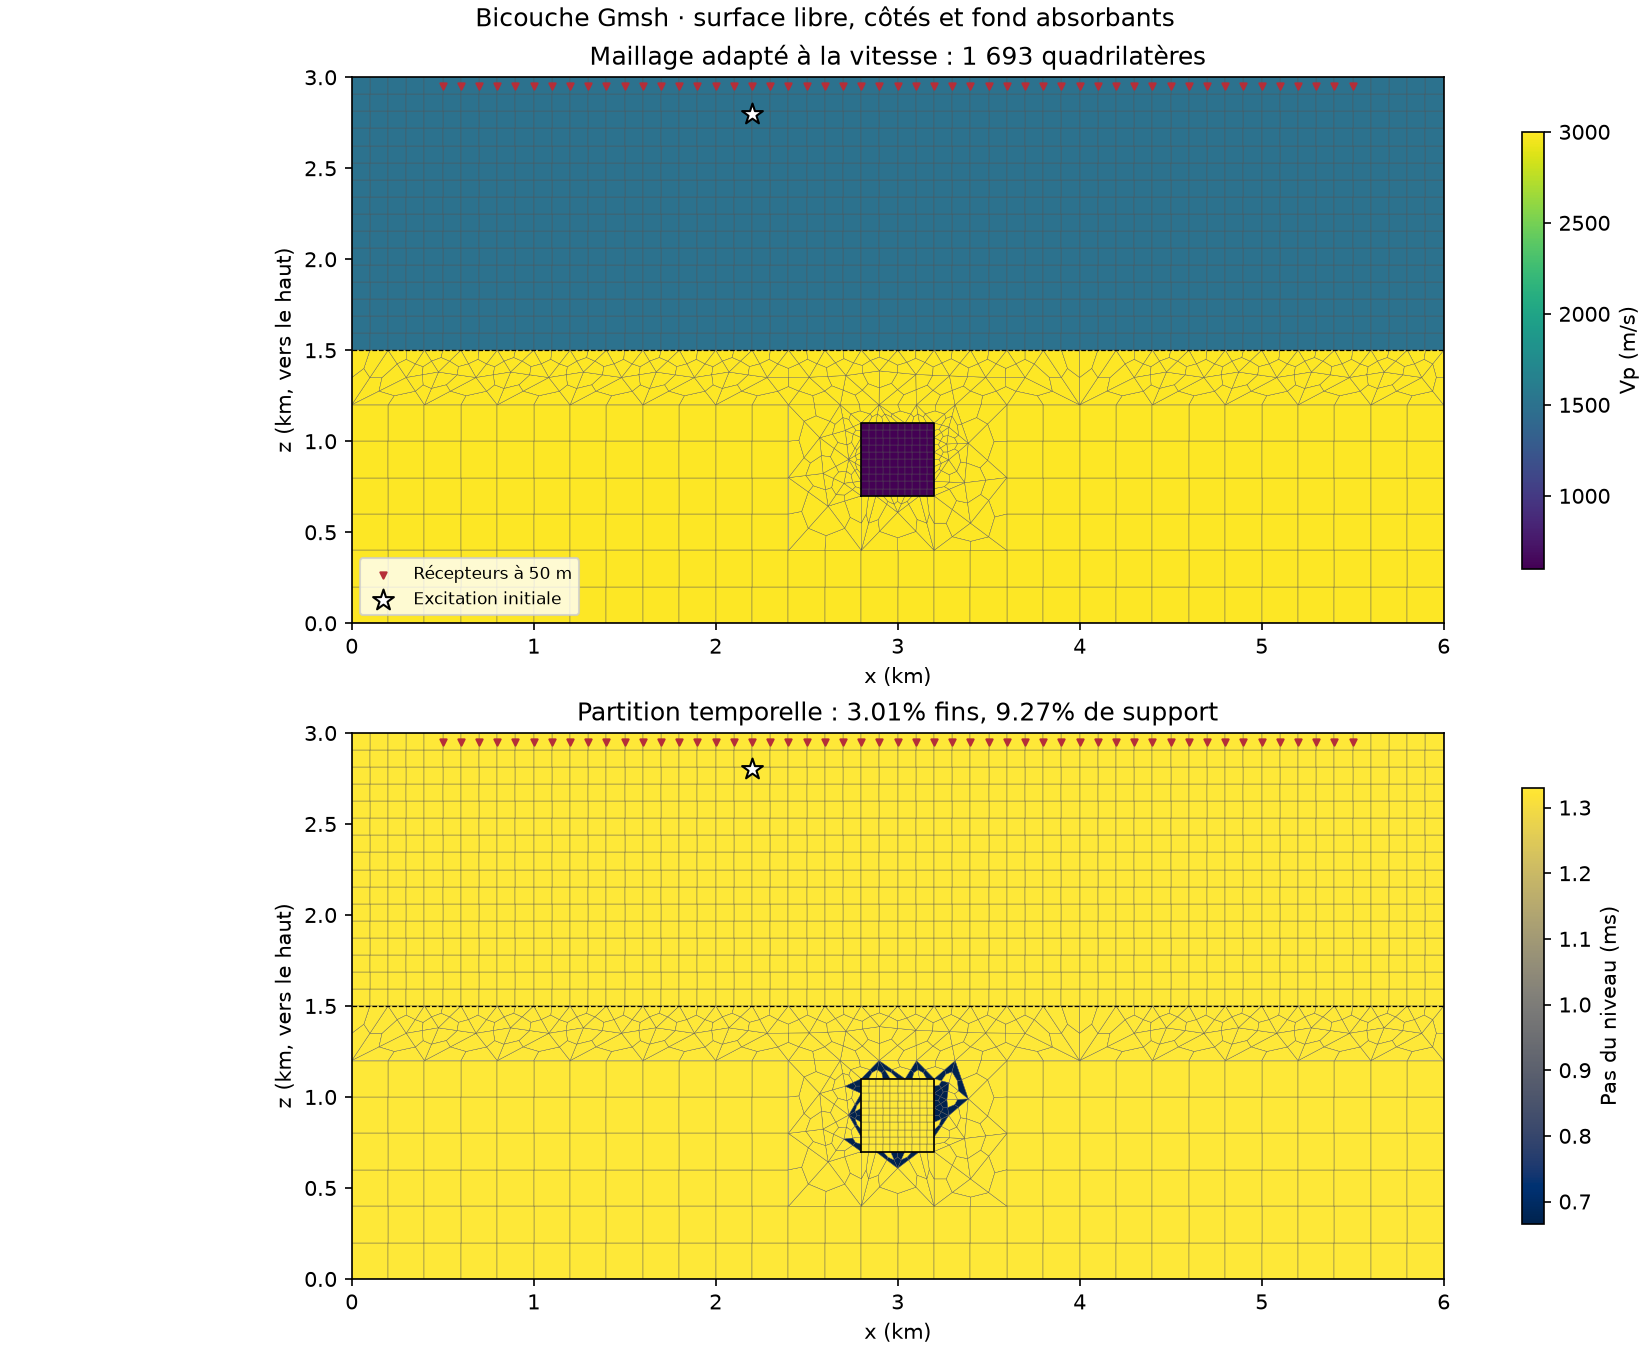 Bicouche Gmsh · surface libre, côtés et fond absorbants
Maillage adapté à la vitesse : 1 693 quadrilatères
3.0
2.5
2.0
1.5
1.0
0.5
0.0
z (km, vers le haut)
Récepteurs à 50 m
Excitation initiale
0 1 2 3 4 5 6
x (km)
3000
2500
2000
1500
1000
Vp (m/s)
Partition temporelle : 3.01% fins, 9.27% de support
3.0
2.5
2.0
1.5
1.0
0.5
0.0
z (km, vers le haut)
0 1 2 3 4 5 6
x (km)
1.3
1.2
1.1
1.0
0.9
0.8
0.7
Pas du niveau (ms)